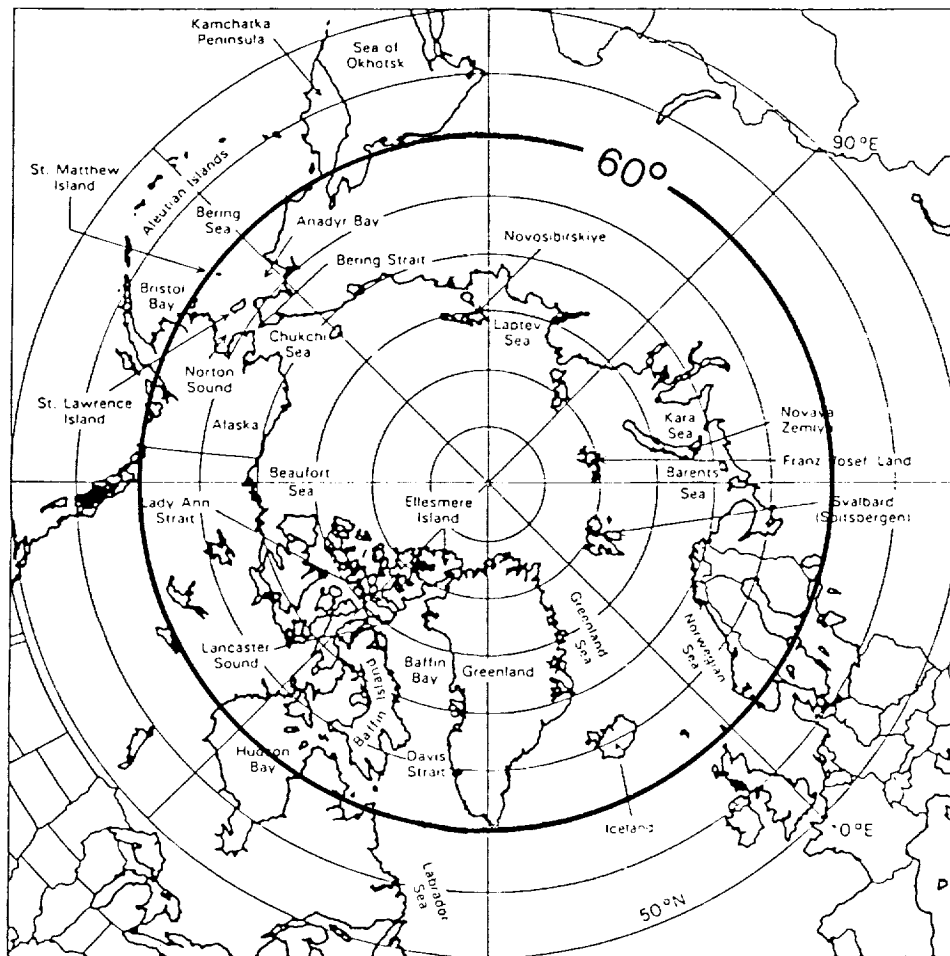 Kamchatka
Peninsula
Sea of
Okhotsk
90°E
60°
St. Matthew
Island
Aleutian Islands
Bering
Sea
Anadyr Bay
Novosibirskiye
Bering Strait
Bristol
Bay
Laptev
Sea
Chukchi
Sea
Norton
Sound
St. Lawrence
Island
Alaska
Kara
Sea
Novaya
Zemlya
Franz Josef Land
Beaufort
Sea
Barents
Sea
Lady Ann
Strait
Ellesmere
Island
Svalbard
(Spitsbergen)
Greenland
Sea
Norwegian
Sea
Lancaster
Sound
Baffin
Bay
Greenland
Baffin
Island
Hudson
Bay
Davis
Strait
Iceland
0°E
Labrador
Sea
50°N